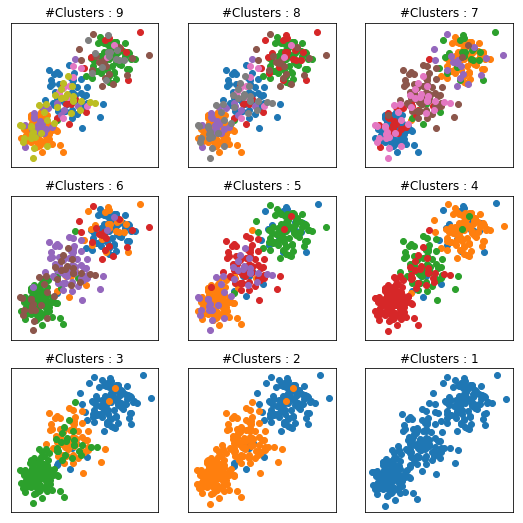 #Clusters : 9
#Clusters : 8
#Clusters : 7
#Clusters : 6
#Clusters : 5
#Clusters : 4
#Clusters : 3
#Clusters : 2
#Clusters : 1